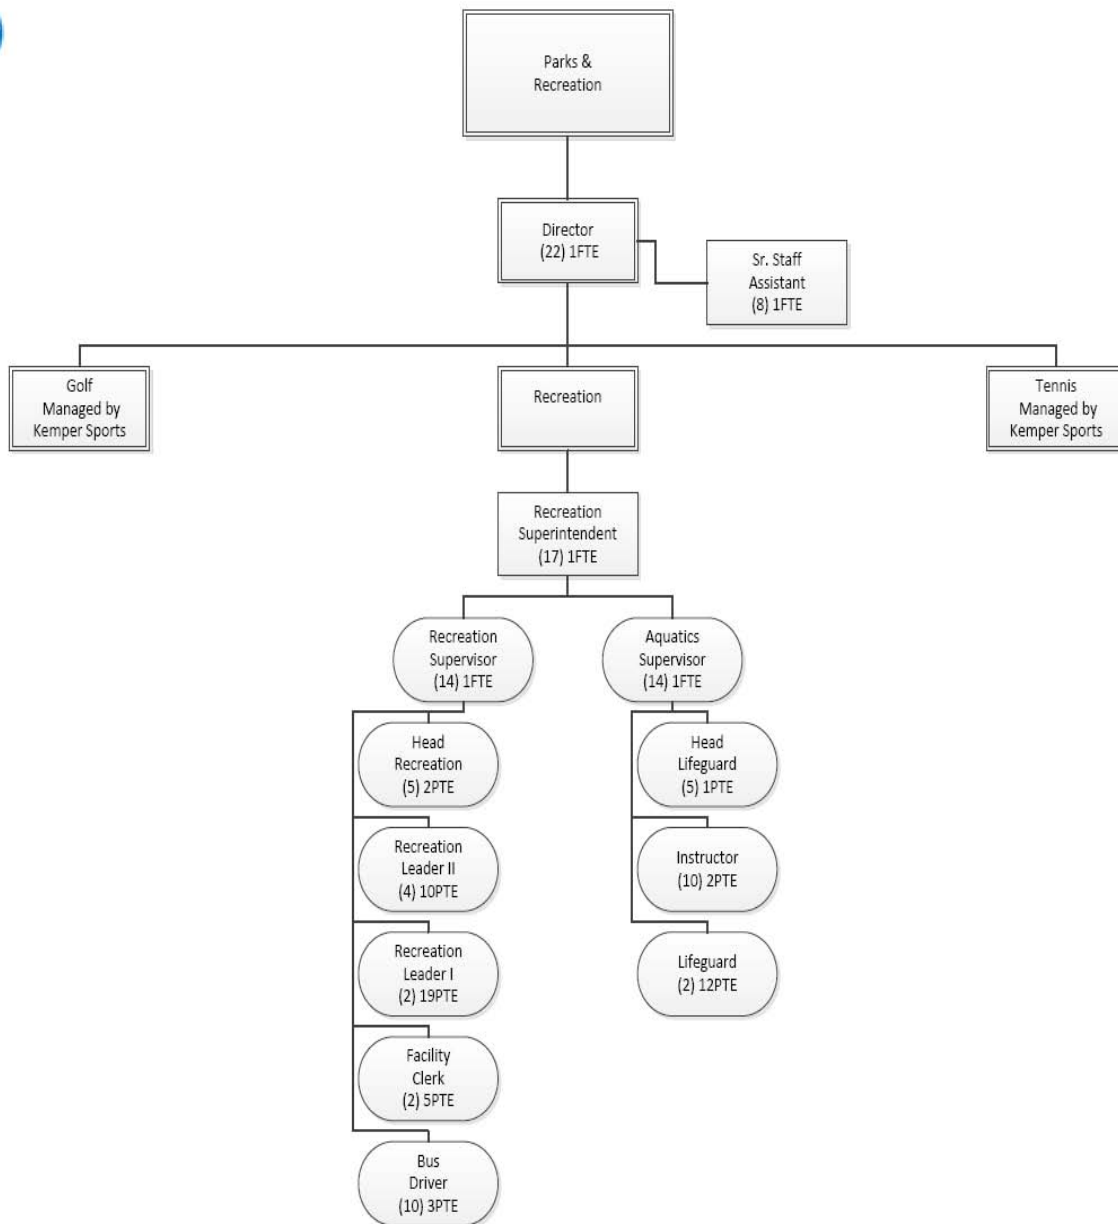 Parks &
Recreation
Director
(22) 1FTE
Sr. Staff
Assistant
(8) 1FTE
Golf
Managed by
Kemper Sports
Recreation
Tennis
Managed by
Kemper Sports
Recreation
Superintendent
(17) 1FTE
Recreation
Supervisor
(14) 1FTE
Aquatics
Supervisor
(14) 1FTE
Head
Recreation
(5) 2PTE
Recreation
Leader II
(4) 10PTE
Recreation
Leader I
(2) 19PTE
Facility
Clerk
(2) 5PTE
Bus
Driver
(10) 3PTE
Head
Lifeguard
(5) 1PTE
Instructor
(10) 2PTE
Lifeguard
(2) 12PTE